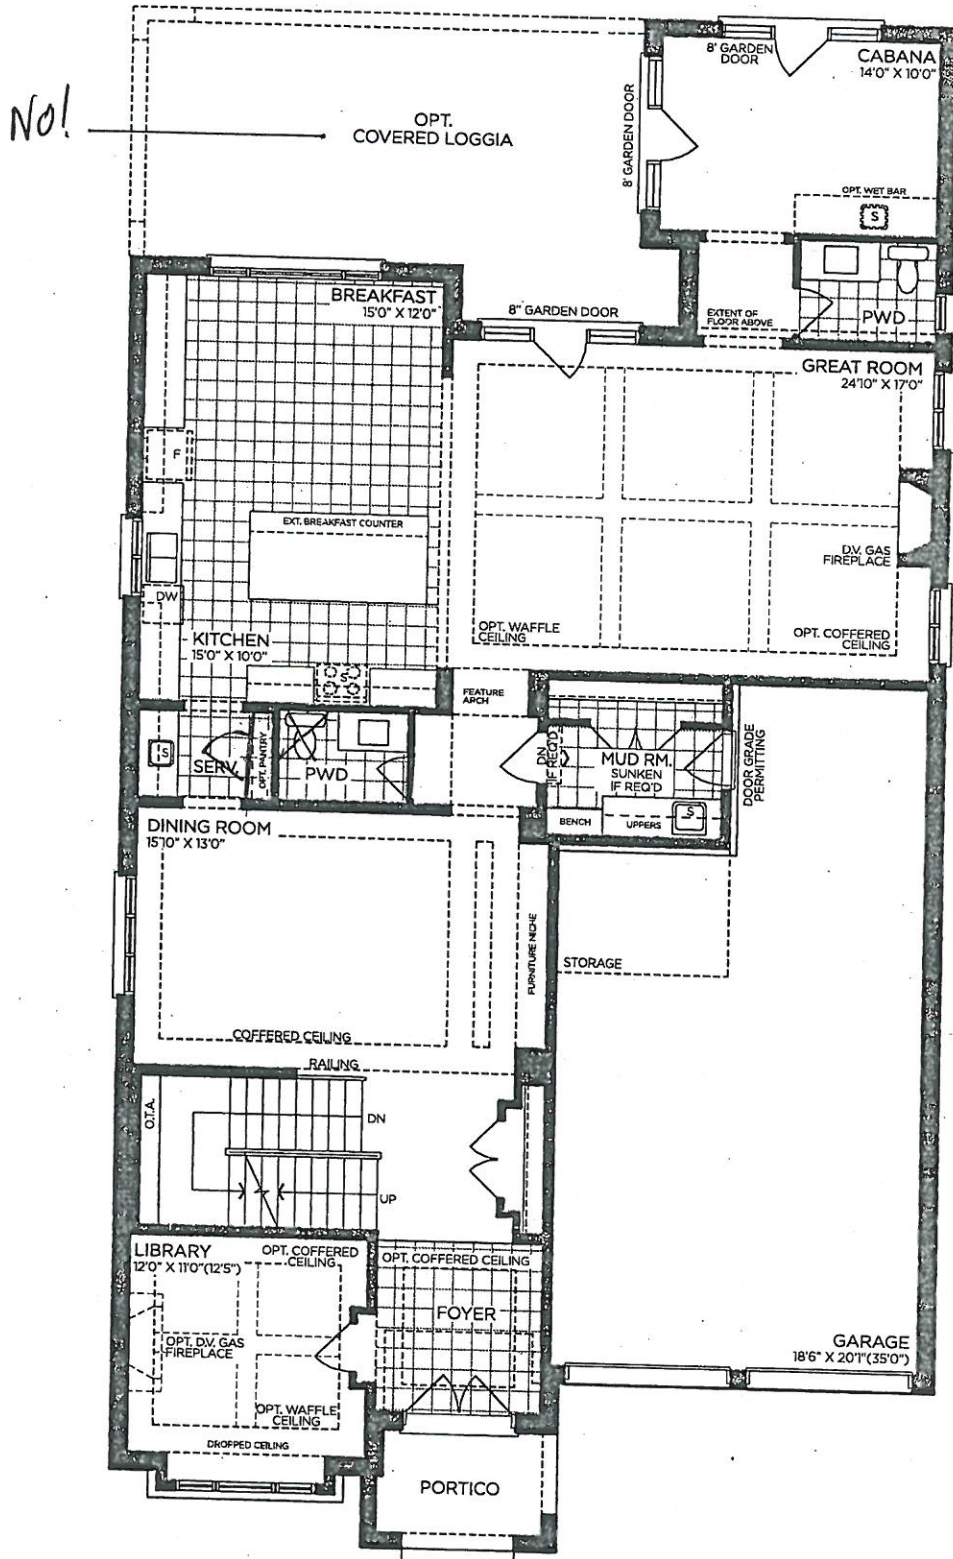 No!
OPT.
COVERED LOGGIA
8' GARDEN
DOOR
8' GARDEN DOOR
CABANA
14'0" X 10'0"
OPT. WET BAR
S
BREAKFAST
15'0" X 12'0"
8" GARDEN DOOR
EXTENT OF
FLOOR ABOVE
PWD
GREAT ROOM
24'10" X 17'0"
F
EXT. BREAKFAST COUNTER
D.V. GAS
FIREPLACE
DW
OPT. WAFFLE
CEILING
OPT. COFFERED
CEILING
KITCHEN
15'0" X 10'0"
S
FEATURE
ARCH
S
SERV.
OPT. PANTRY
PWD
DN
IF REQ'D
MUD RM.
SUNKEN
IF REQ'D
DOOR GRADE
PERMITTING
BENCH
UPPERS
S
DINING ROOM
15'10" X 13'0"
FURNITURE NICHE
STORAGE
COFFERED CEILING
RAILING
O.T.A.
DN
UP
LIBRARY
12'0" X 11'0"(12'5")
OPT. COFFERED
CEILING
OPT. COFFERED CEILING
FOYER
OPT. D.V. GAS
FIREPLACE
OPT. WAFFLE
CEILING
DROPPED CEILING
GARAGE
18'6" X 20'1"(35'0")
PORTICO